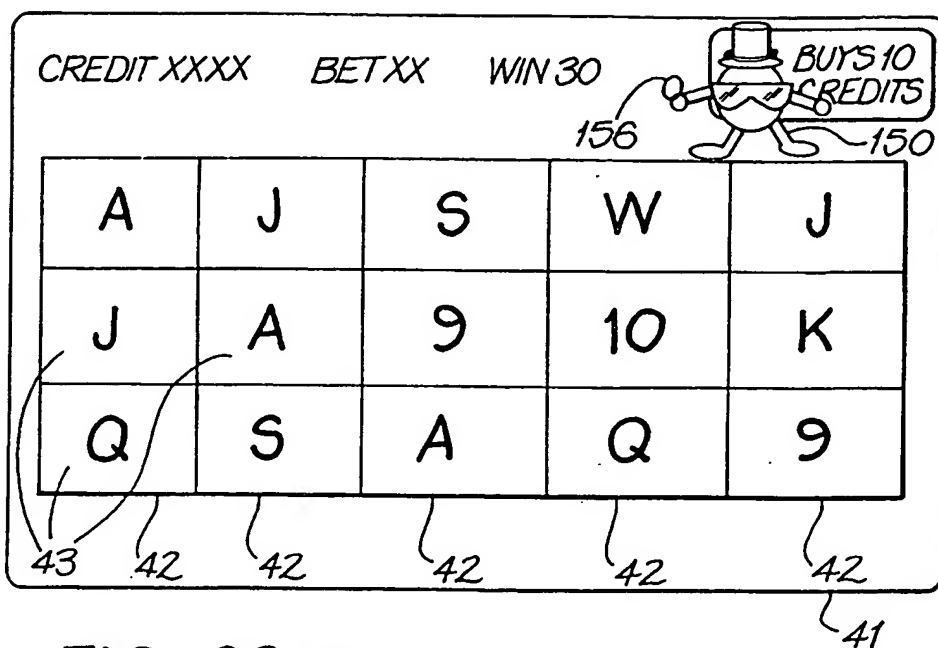 CREDIT XXXX BET XX WIN 30 BUYS 10
CREDITS
156 150
A J S W J
J A 9 10 K
Q S A Q 9
43 42 42 42 42 42
41